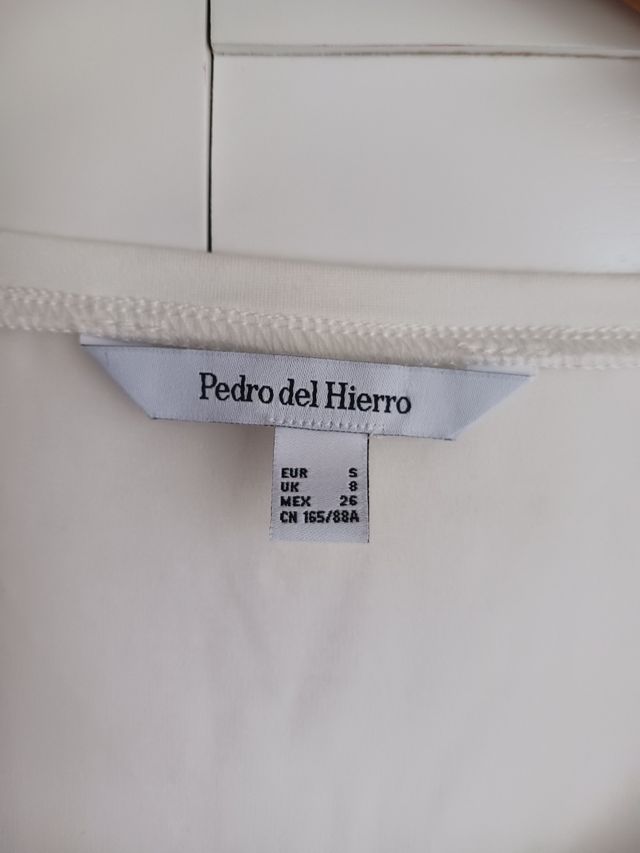 Pedro del Hierro
EUR S
UK 8
MEX 26
CN 165/88A